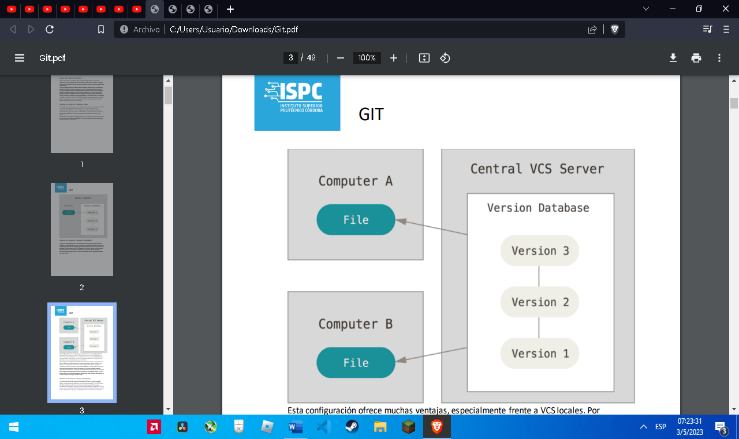 Archivo
C:/Users/Usuario/Downloads/Git.pdf
Git.pdf
3 / 40
100%
ISPC
INSTITUTO SUPERIOR
POLITÉCNICO CÓRDOBA
GIT
Computer A
File
Central VCS Server
Version Database
Version 3
Version 2
Version 1
Computer B
File
Esta configuración ofrece muchas ventajas, especialmente frente a VCS locales. Por
1
2
3
ESP
07:23:31
3/5/2023
3